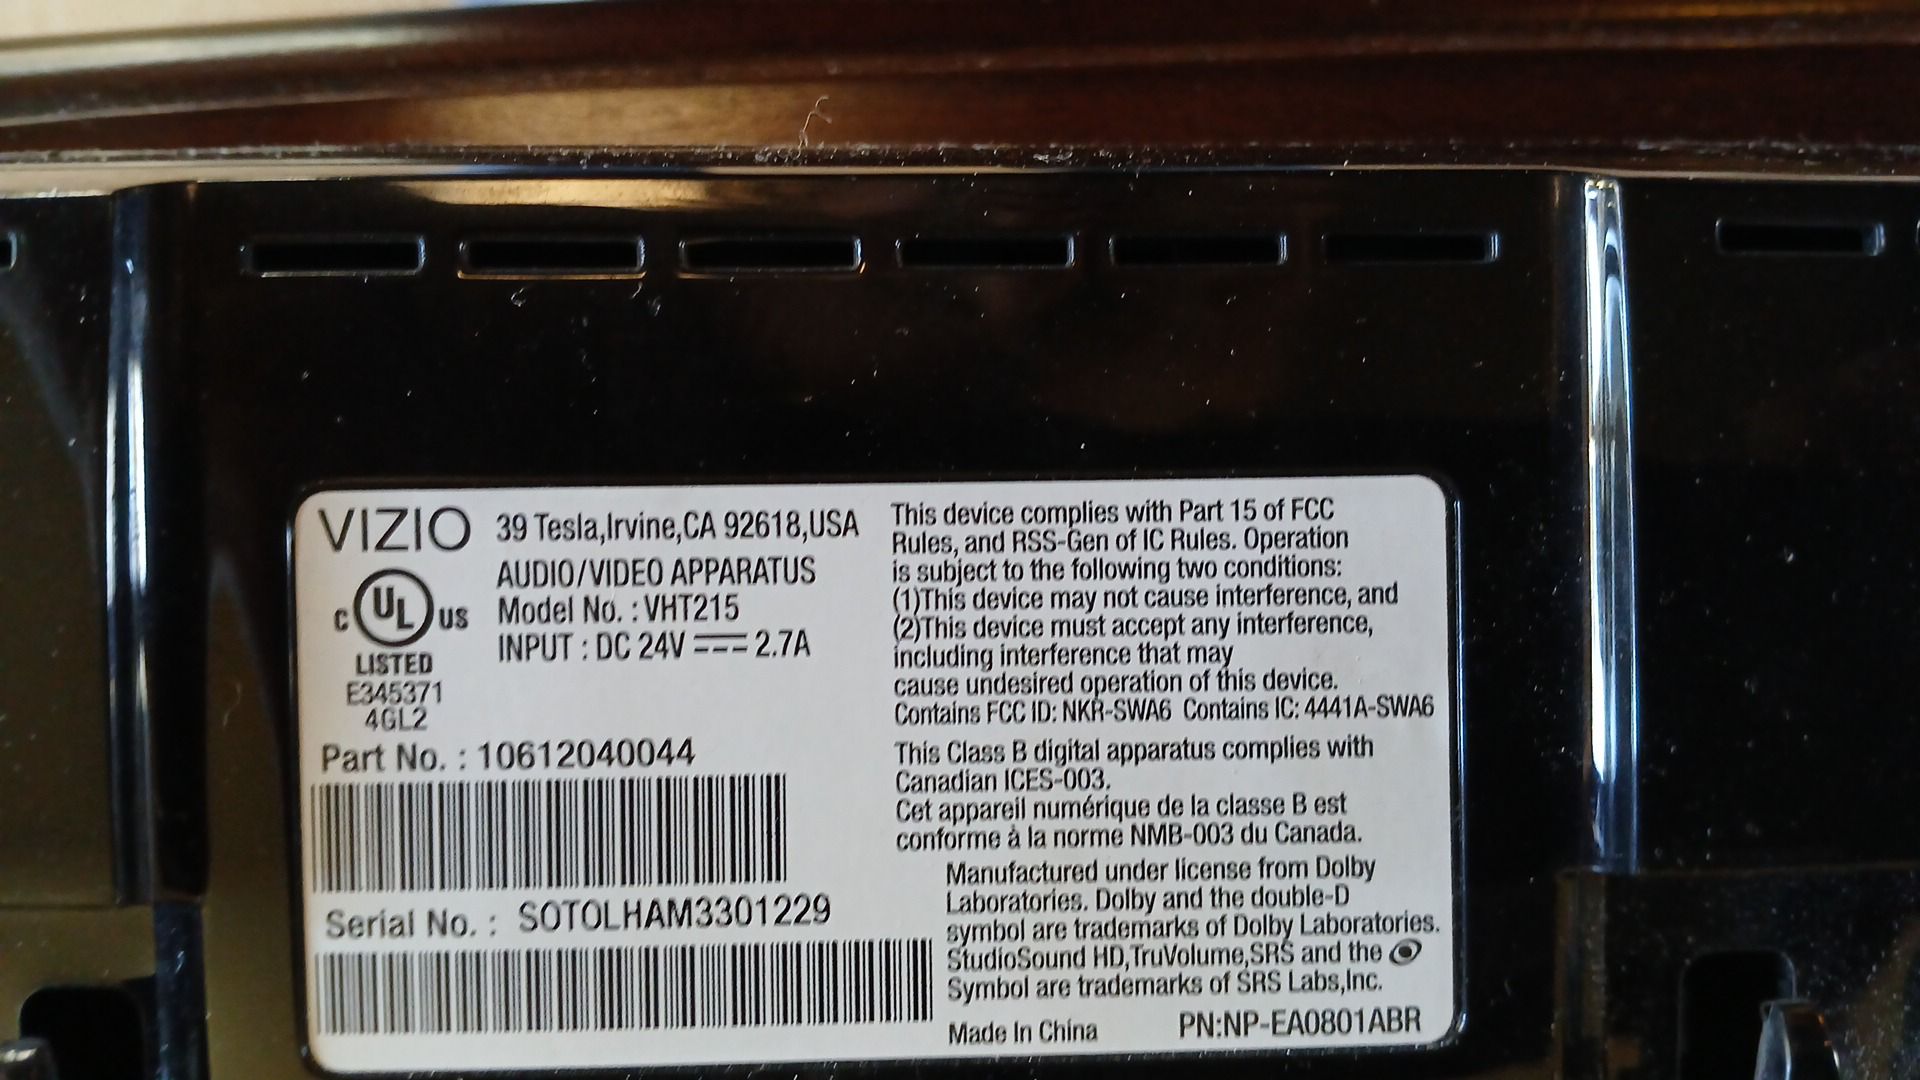 VIZIO 39 Tesla,Irvine,CA 92618,USA
AUDIO/VIDEO APPARATUS
Model No. : VHT215
INPUT : DC 24V 2.7A
C UL US
LISTED
E345371
4GL2
Part No. : 10612040044
Serial No. : SOTOLHAM3301229
This device complies with Part 15 of FCC
Rules, and RSS-Gen of IC Rules. Operation
is subject to the following two conditions:
(1)This device may not cause interference, and
(2)This device must accept any interference,
including interference that may
cause undesired operation of this device.
Contains FCC ID: NKR-SWA6 Contains IC: 4441A-SWA6
This Class B digital apparatus complies with
Canadian ICES-003.
Cet appareil numérique de la classe B est
conforme à la norme NMB-003 du Canada.
Manufactured under license from Dolby
Laboratories. Dolby and the double-D
symbol are trademarks of Dolby Laboratories.
StudioSound HD,TruVolume,SRS and the
Symbol are trademarks of SRS Labs,Inc.
Made In China PN:NP-EA0801ABR